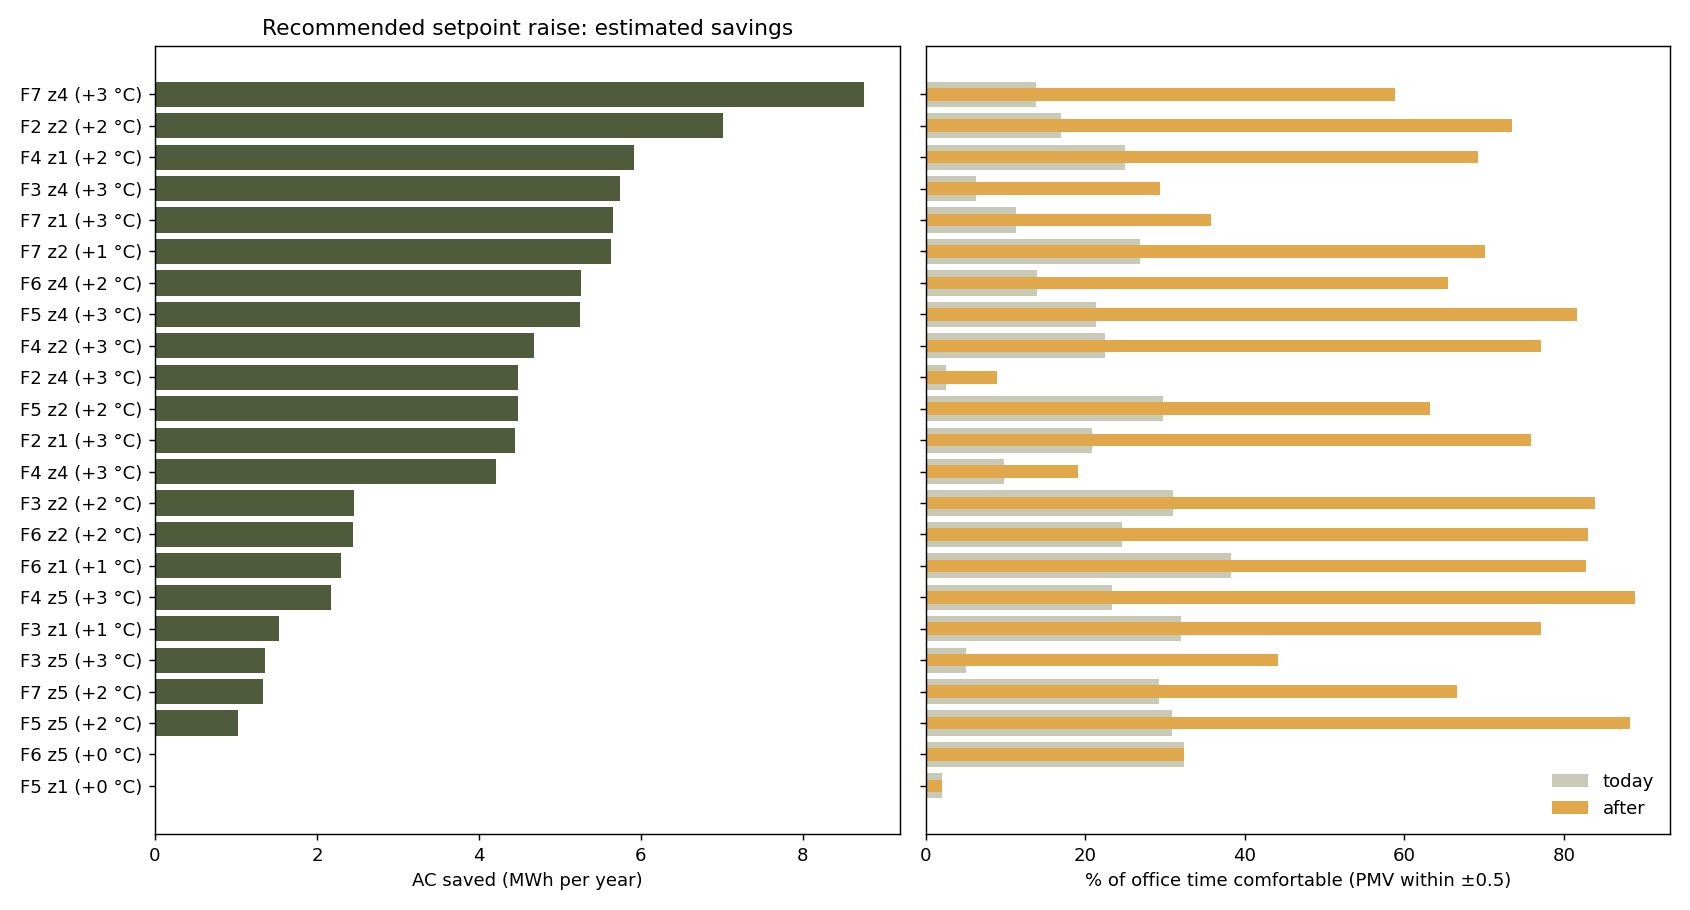 Recommended setpoint raise: estimated savings
F7 z4 (+3 °C)
F2 z2 (+2 °C)
F4 z1 (+2 °C)
F3 z4 (+3 °C)
F7 z1 (+3 °C)
F7 z2 (+1 °C)
F6 z4 (+2 °C)
F5 z4 (+3 °C)
F4 z2 (+3 °C)
F2 z4 (+3 °C)
F5 z2 (+2 °C)
F2 z1 (+3 °C)
F4 z4 (+3 °C)
F3 z2 (+2 °C)
F6 z2 (+2 °C)
F6 z1 (+1 °C)
F4 z5 (+3 °C)
F3 z1 (+1 °C)
F3 z5 (+3 °C)
F7 z5 (+2 °C)
F5 z5 (+2 °C)
F6 z5 (+0 °C)
F5 z1 (+0 °C)
0 2 4 6 8
AC saved (MWh per year)
today
after
0 20 40 60 80
% of office time comfortable (PMV within ±0.5)